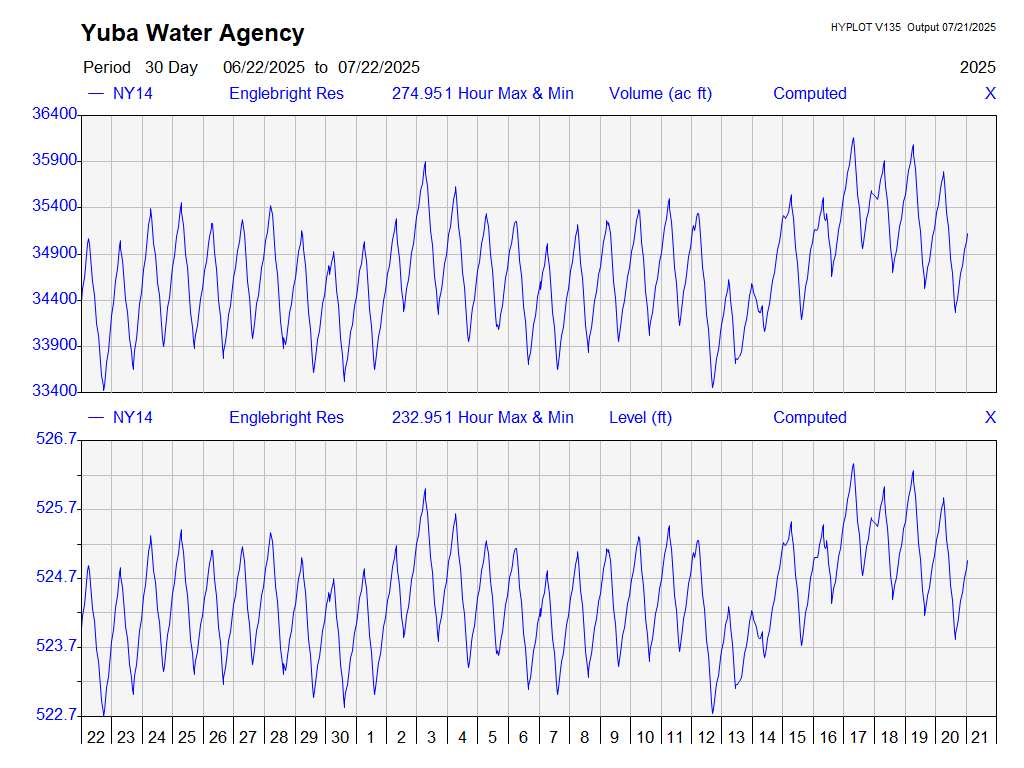 Yuba Water Agency
HYPLOT V135 Output 07/21/2025
Period 30 Day 06/22/2025 to 07/22/2025 2025
NY14 Englebright Res 274.951 Hour Max & Min Volume (ac ft) Computed X
36400
35900
35400
34900
34400
33900
33400
NY14 Englebright Res 232.951 Hour Max & Min Level (ft) Computed X
526.7
525.7
524.7
523.7
522.7
22 23 24 25 26 27 28 29 30 1 2 3 4 5 6 7 8 9 10 11 12 13 14 15 16 17 18 19 20 21